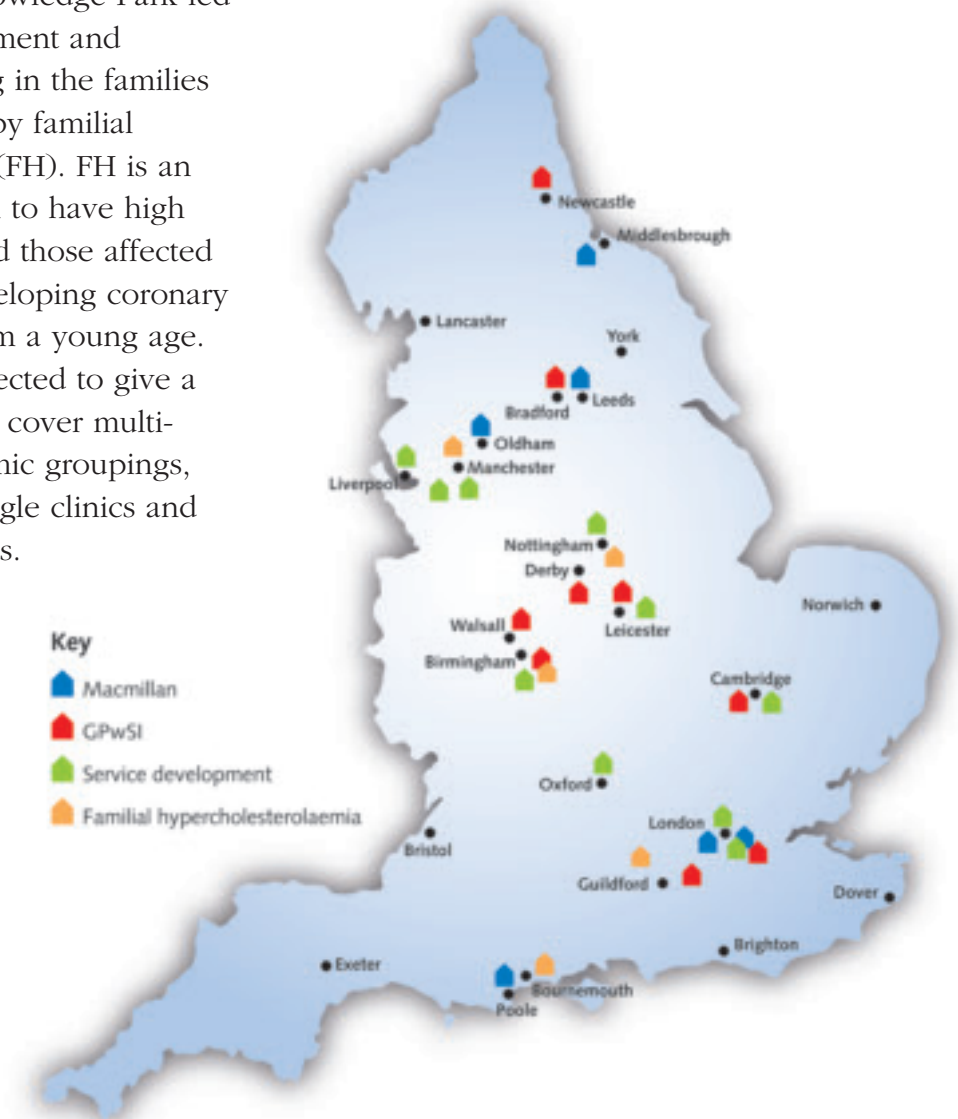 owledge Park led
ment and
g in the families
by familial
(FH). FH is an
to have high
d those affected
eloping coronary
m a young age.
ected to give a
cover multi-
nic groupings,
gle clinics and
s.
Newcastle
Middlesbrough
Lancaster
York
Bradford
Leeds
Oldham
Manchester
Liverpool
Nottingham
Derby
Leicester
Walsall
Birmingham
Norwich
Cambridge
Oxford
London
Bristol
Guildford
Dover
Brighton
Exeter
Bournemouth
Poole
Key
Macmillan
GPwSI
Service development
Familial hypercholesterolaemia